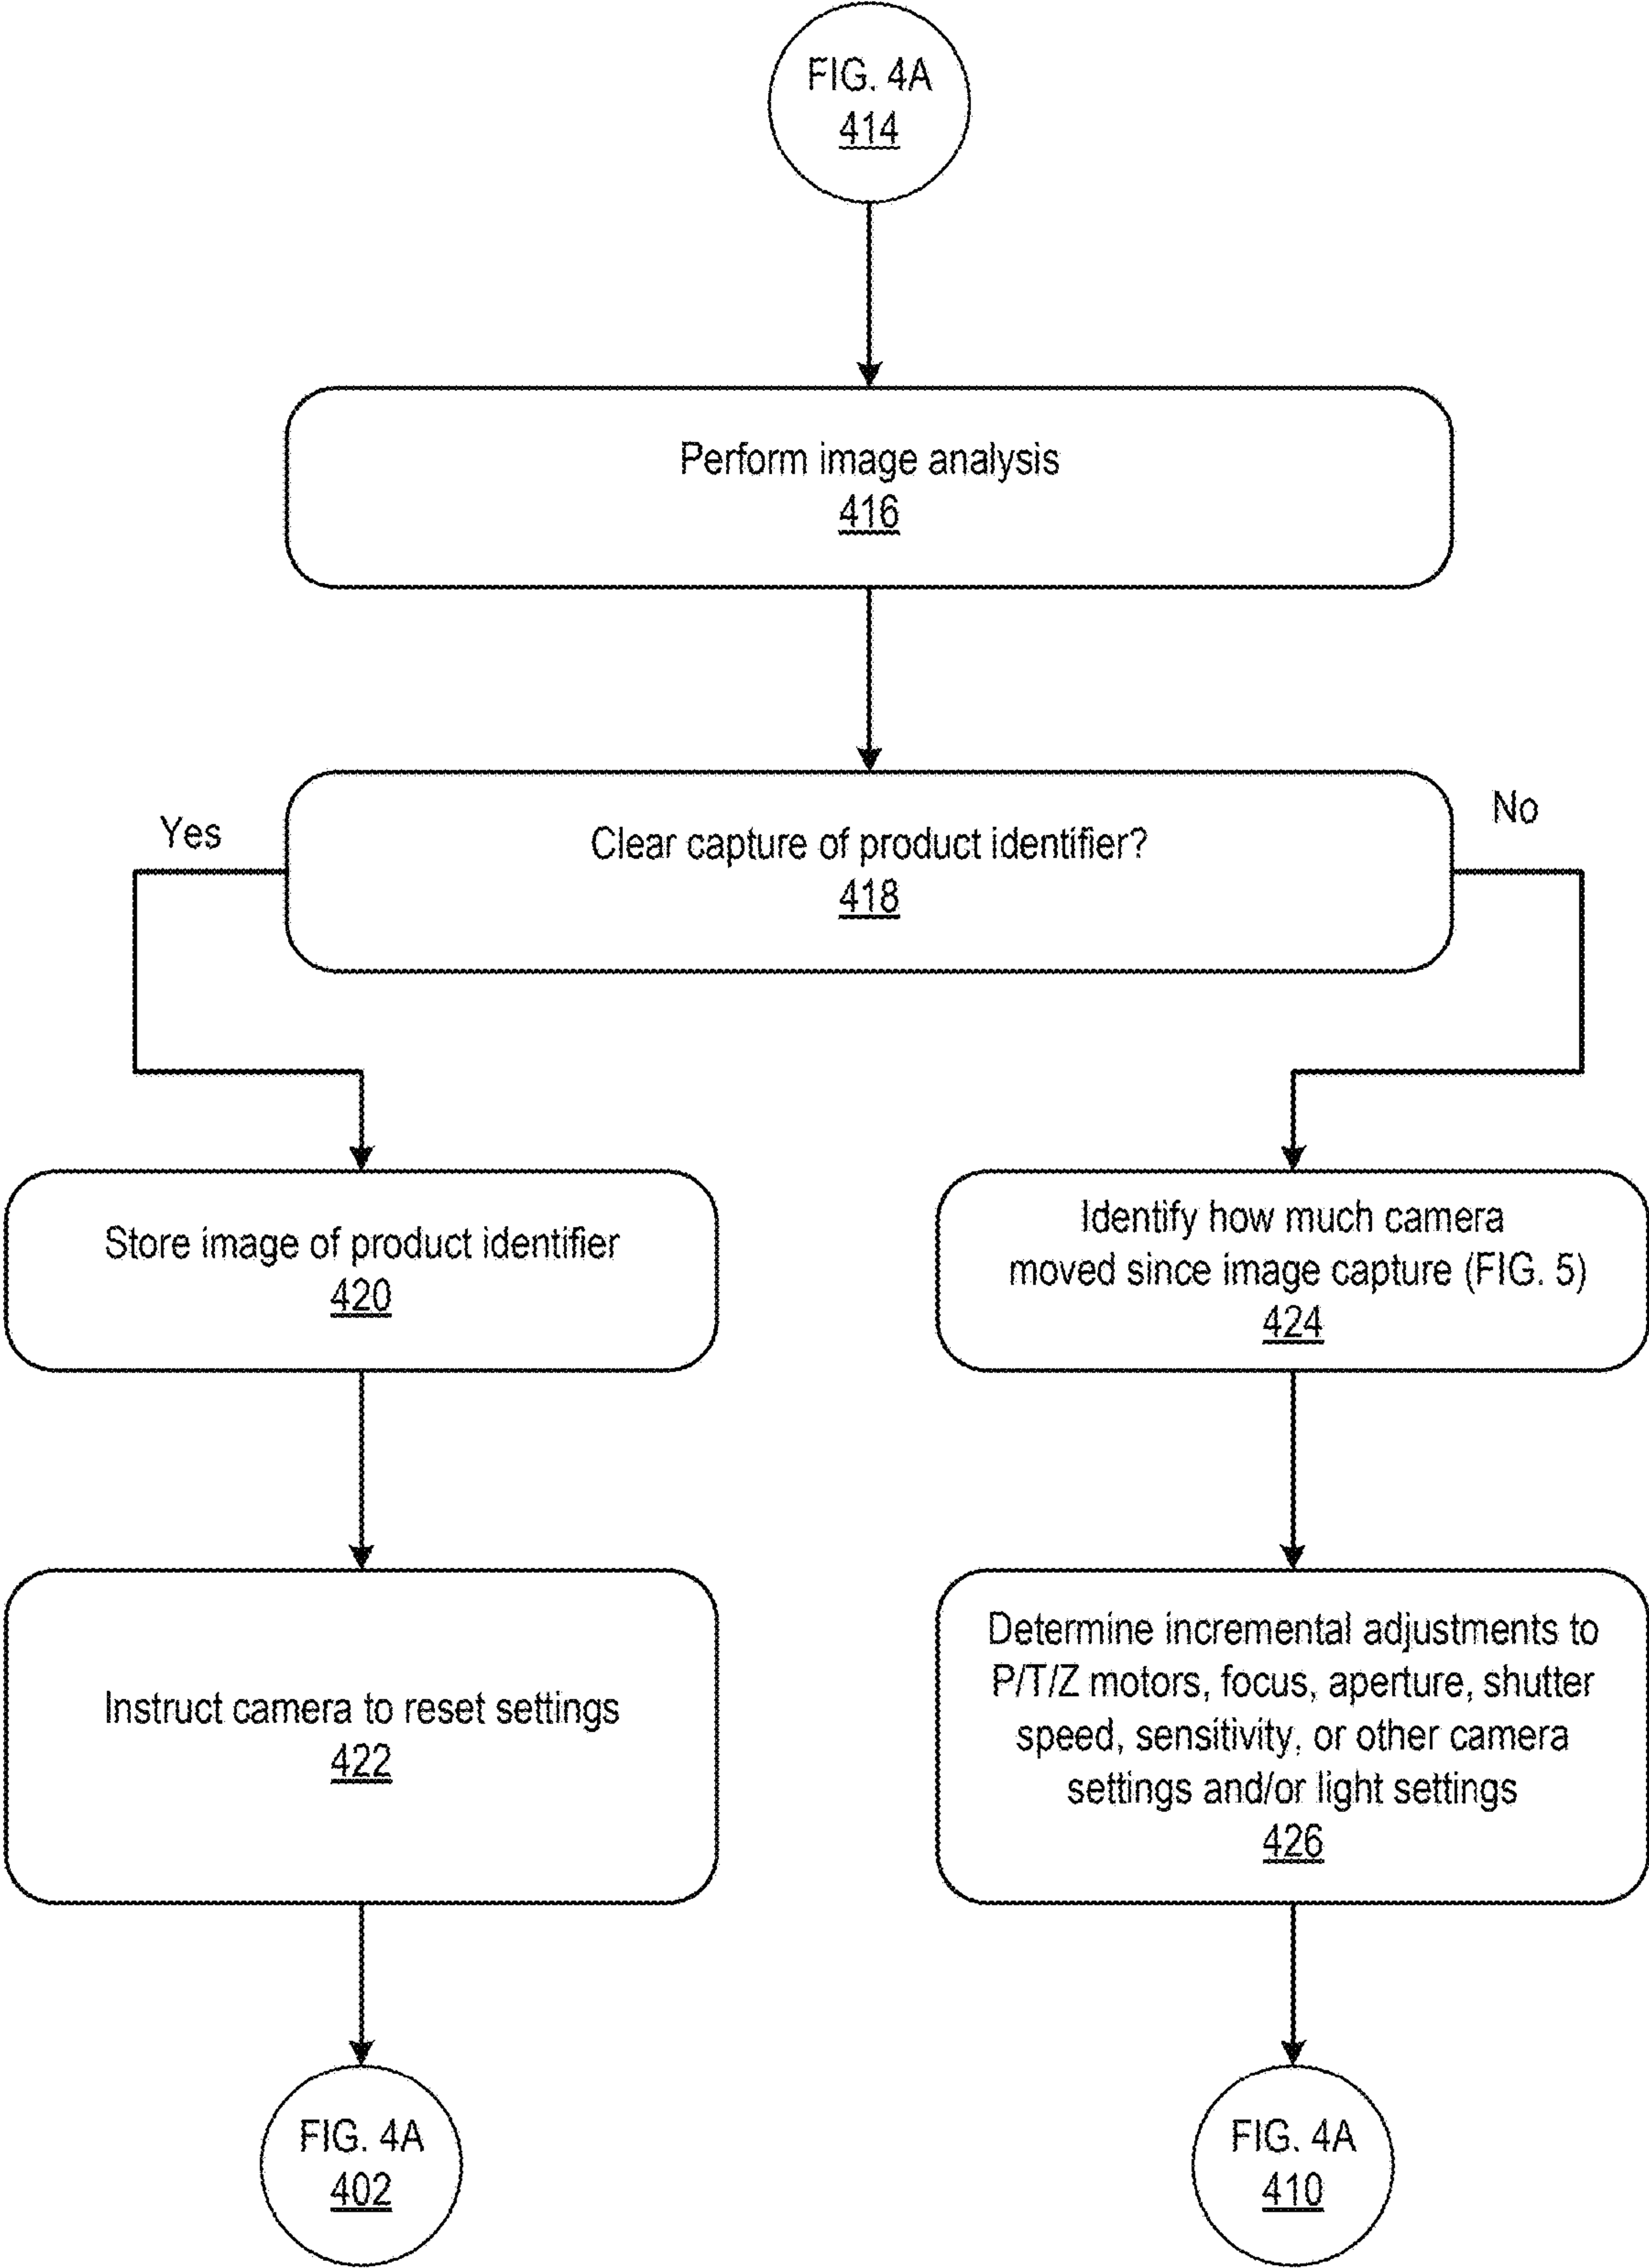 FIG. 4A
414
Perform image analysis
416
Clear capture of product identifier?
418
Yes
No
Store image of product identifier
420
Identify how much camera
moved since image capture (FIG. 5)
424
Instruct camera to reset settings
422
Determine incremental adjustments to
P/T/Z motors, focus, aperture, shutter
speed, sensitivity, or other camera
settings and/or light settings
426
FIG. 4A
402
FIG. 4A
410